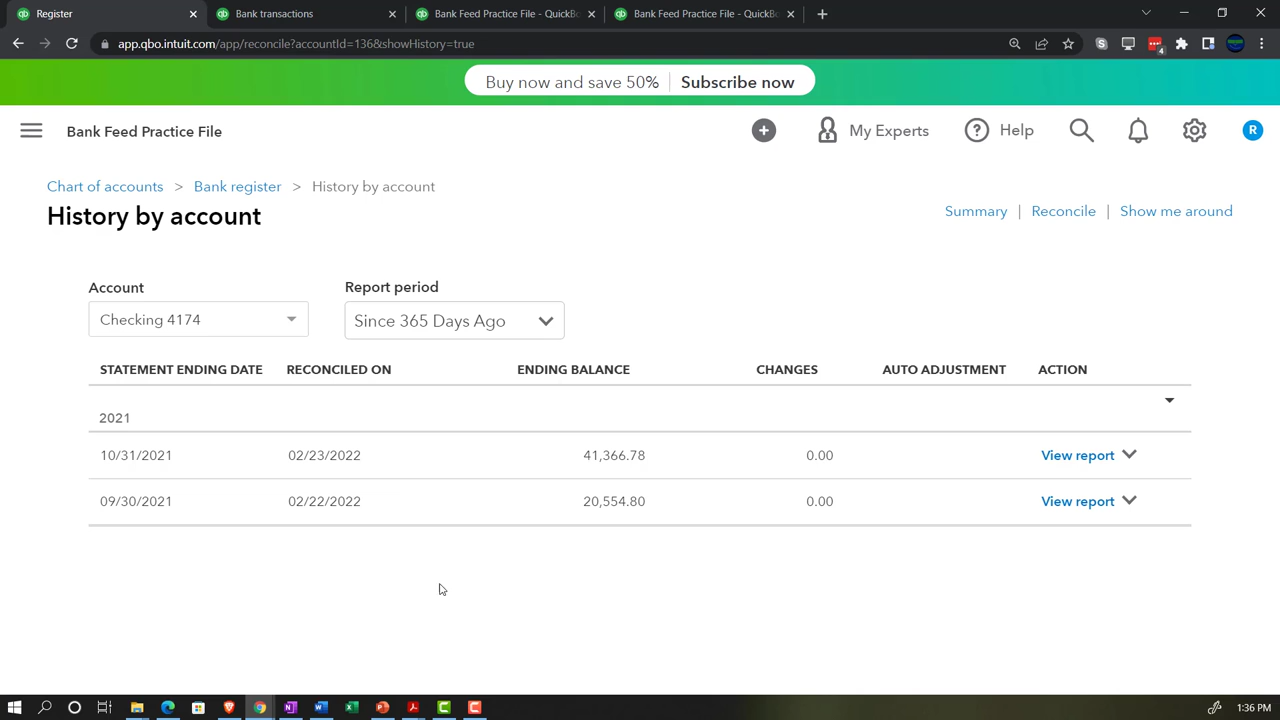 Register
Bank transactions
Bank Feed Practice File - QuickBo
Bank Feed Practice File - QuickBo
app.qbo.intuit.com/app/reconcile?accountId=136&showHistory=true
4
Buy now and save 50% | Subscribe now
Bank Feed Practice File
My Experts
Help
R
Chart of accounts > Bank register > History by account
History by account
Summary | Reconcile | Show me around
Account
Report period
Checking 4174
Since 365 Days Ago
STATEMENT ENDING DATE RECONCILED ON ENDING BALANCE CHANGES AUTO ADJUSTMENT ACTION
2021
10/31/2021 02/23/2022 41,366.78 0.00 View report
09/30/2021 02/22/2022 20,554.80 0.00 View report
1:36 PM